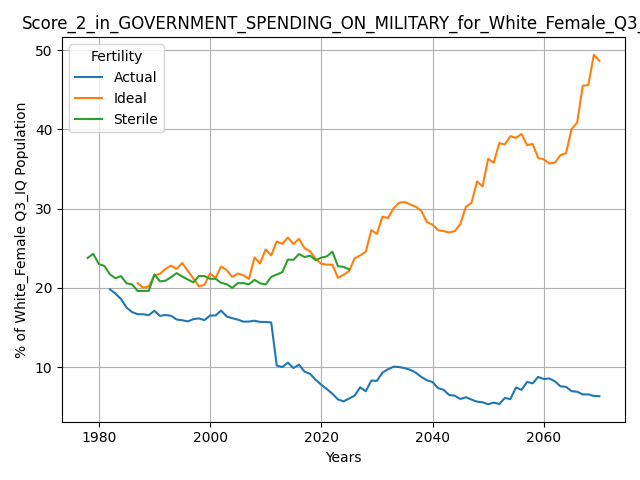 Score_2_in_GOVERNMENT_SPENDING_ON_MILITARY_for_White_Female_Q3_
Fertility
Actual
Ideal
Sterile
50
40
30
20
10
% of White_Female Q3_IQ Population
1980 2000 2020 2040 2060
Years